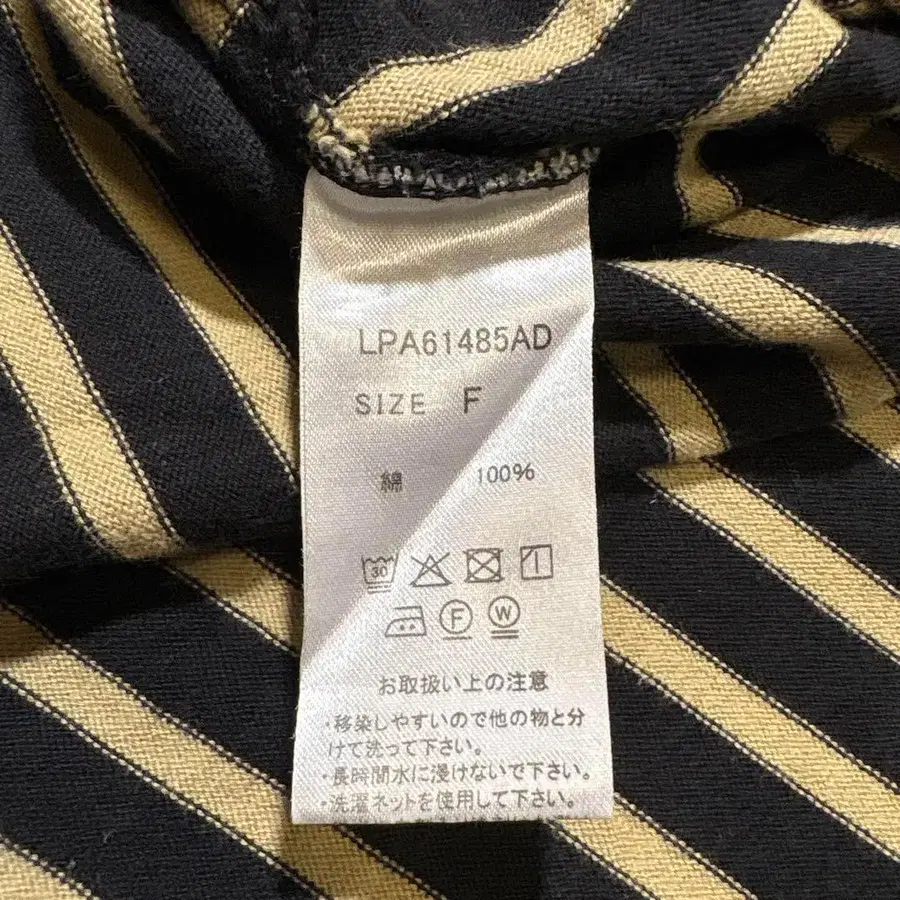 LPA61485AD
SIZE F
綿 100%
30
F W
お取扱い上の注意
・移染しやすいので他の物と分
けて洗って下さい。
・長時間水に浸けないで下さい。
・洗濯ネットを使用して下さい。